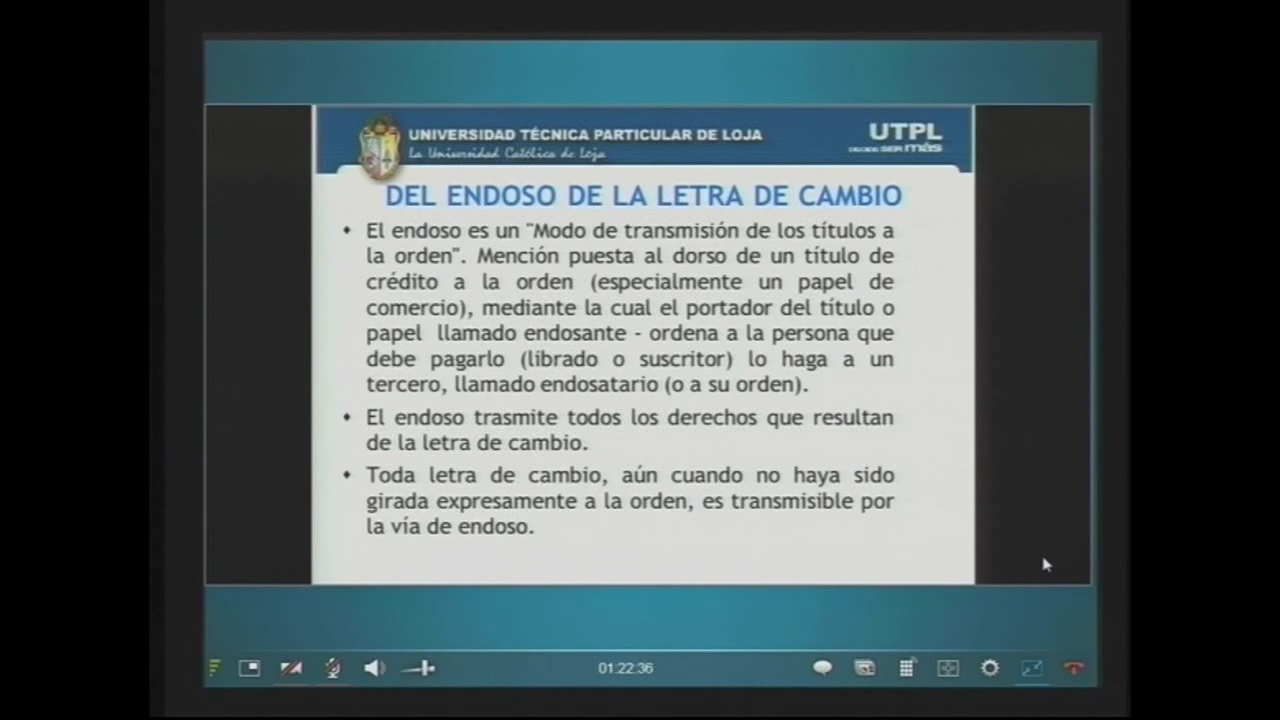 UNIVERSIDAD TÉCNICA PARTICULAR DE LOJA
La Universidad Católica de Loja
UTPL
DECIDE SER más
DEL ENDOSO DE LA LETRA DE CAMBIO
• El endoso es un "Modo de transmisión de los títulos a
la orden". Mención puesta al dorso de un título de
crédito a la orden (especialmente un papel de
comercio), mediante la cual el portador del título o
papel llamado endosante - ordena a la persona que
debe pagarlo (librado o suscritor) lo haga a un
tercero, llamado endosatario (o a su orden).
• El endoso trasmite todos los derechos que resultan
de la letra de cambio.
• Toda letra de cambio, aún cuando no haya sido
girada expresamente a la orden, es transmisible por
la vía de endoso.
01:22:36